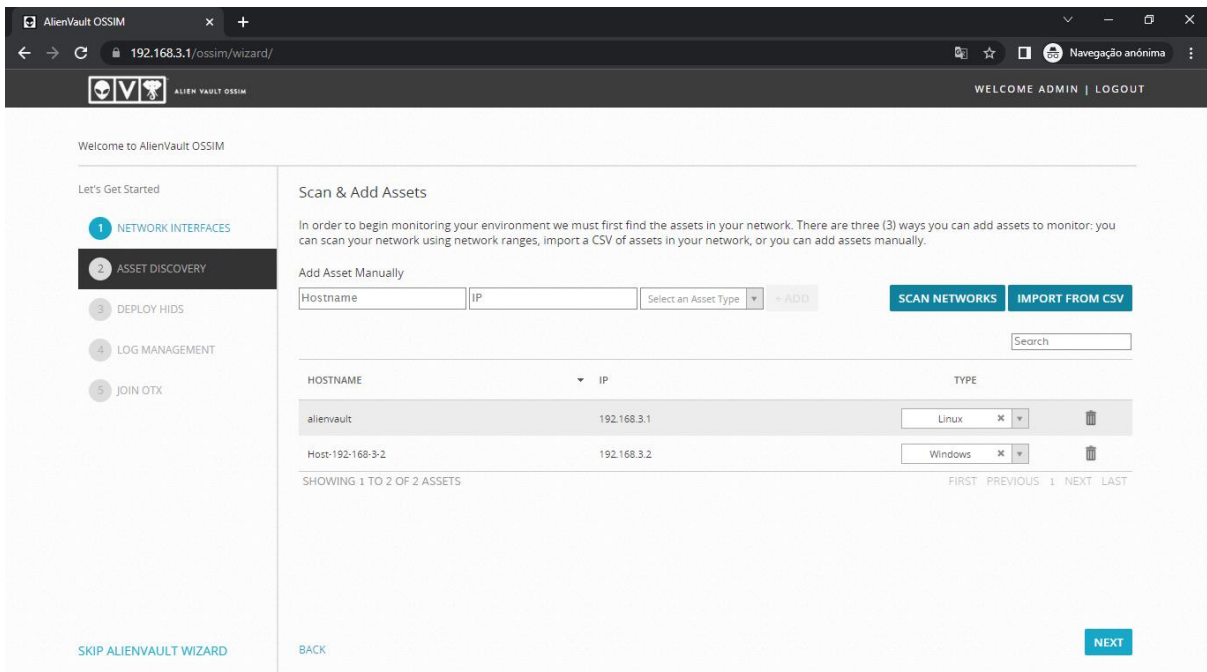 AlienVault OSSIM
192.168.3.1/ossim/wizard/
Navegação anónima
ALIEN VAULT OSSIM
WELCOME ADMIN | LOGOUT
Welcome to AlienVault OSSIM
Let's Get Started
1 NETWORK INTERFACES
2 ASSET DISCOVERY
3 DEPLOY HIDS
4 LOG MANAGEMENT
5 JOIN OTX
SKIP ALIENVAULT WIZARD
Scan & Add Assets
In order to begin monitoring your environment we must first find the assets in your network. There are three (3) ways you can add assets to monitor: you
can scan your network using network ranges, import a CSV of assets in your network, or you can add assets manually.
Add Asset Manually
Hostname IP Select an Asset Type + ADD SCAN NETWORKS IMPORT FROM CSV
Search
HOSTNAME IP TYPE
alienvault 192.168.3.1 Linux
Host-192-168-3-2 192.168.3.2 Windows
SHOWING 1 TO 2 OF 2 ASSETS FIRST PREVIOUS 1 NEXT LAST
BACK NEXT